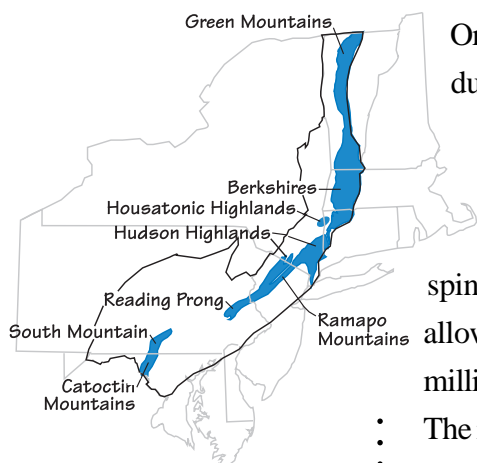 Green Mountains
Berkshires
Housatonic Highlands
Hudson Highlands
Reading Prong
South Mountain
Ramapo
Mountains
Catoctin
Mountains
spin
allow
milli
The